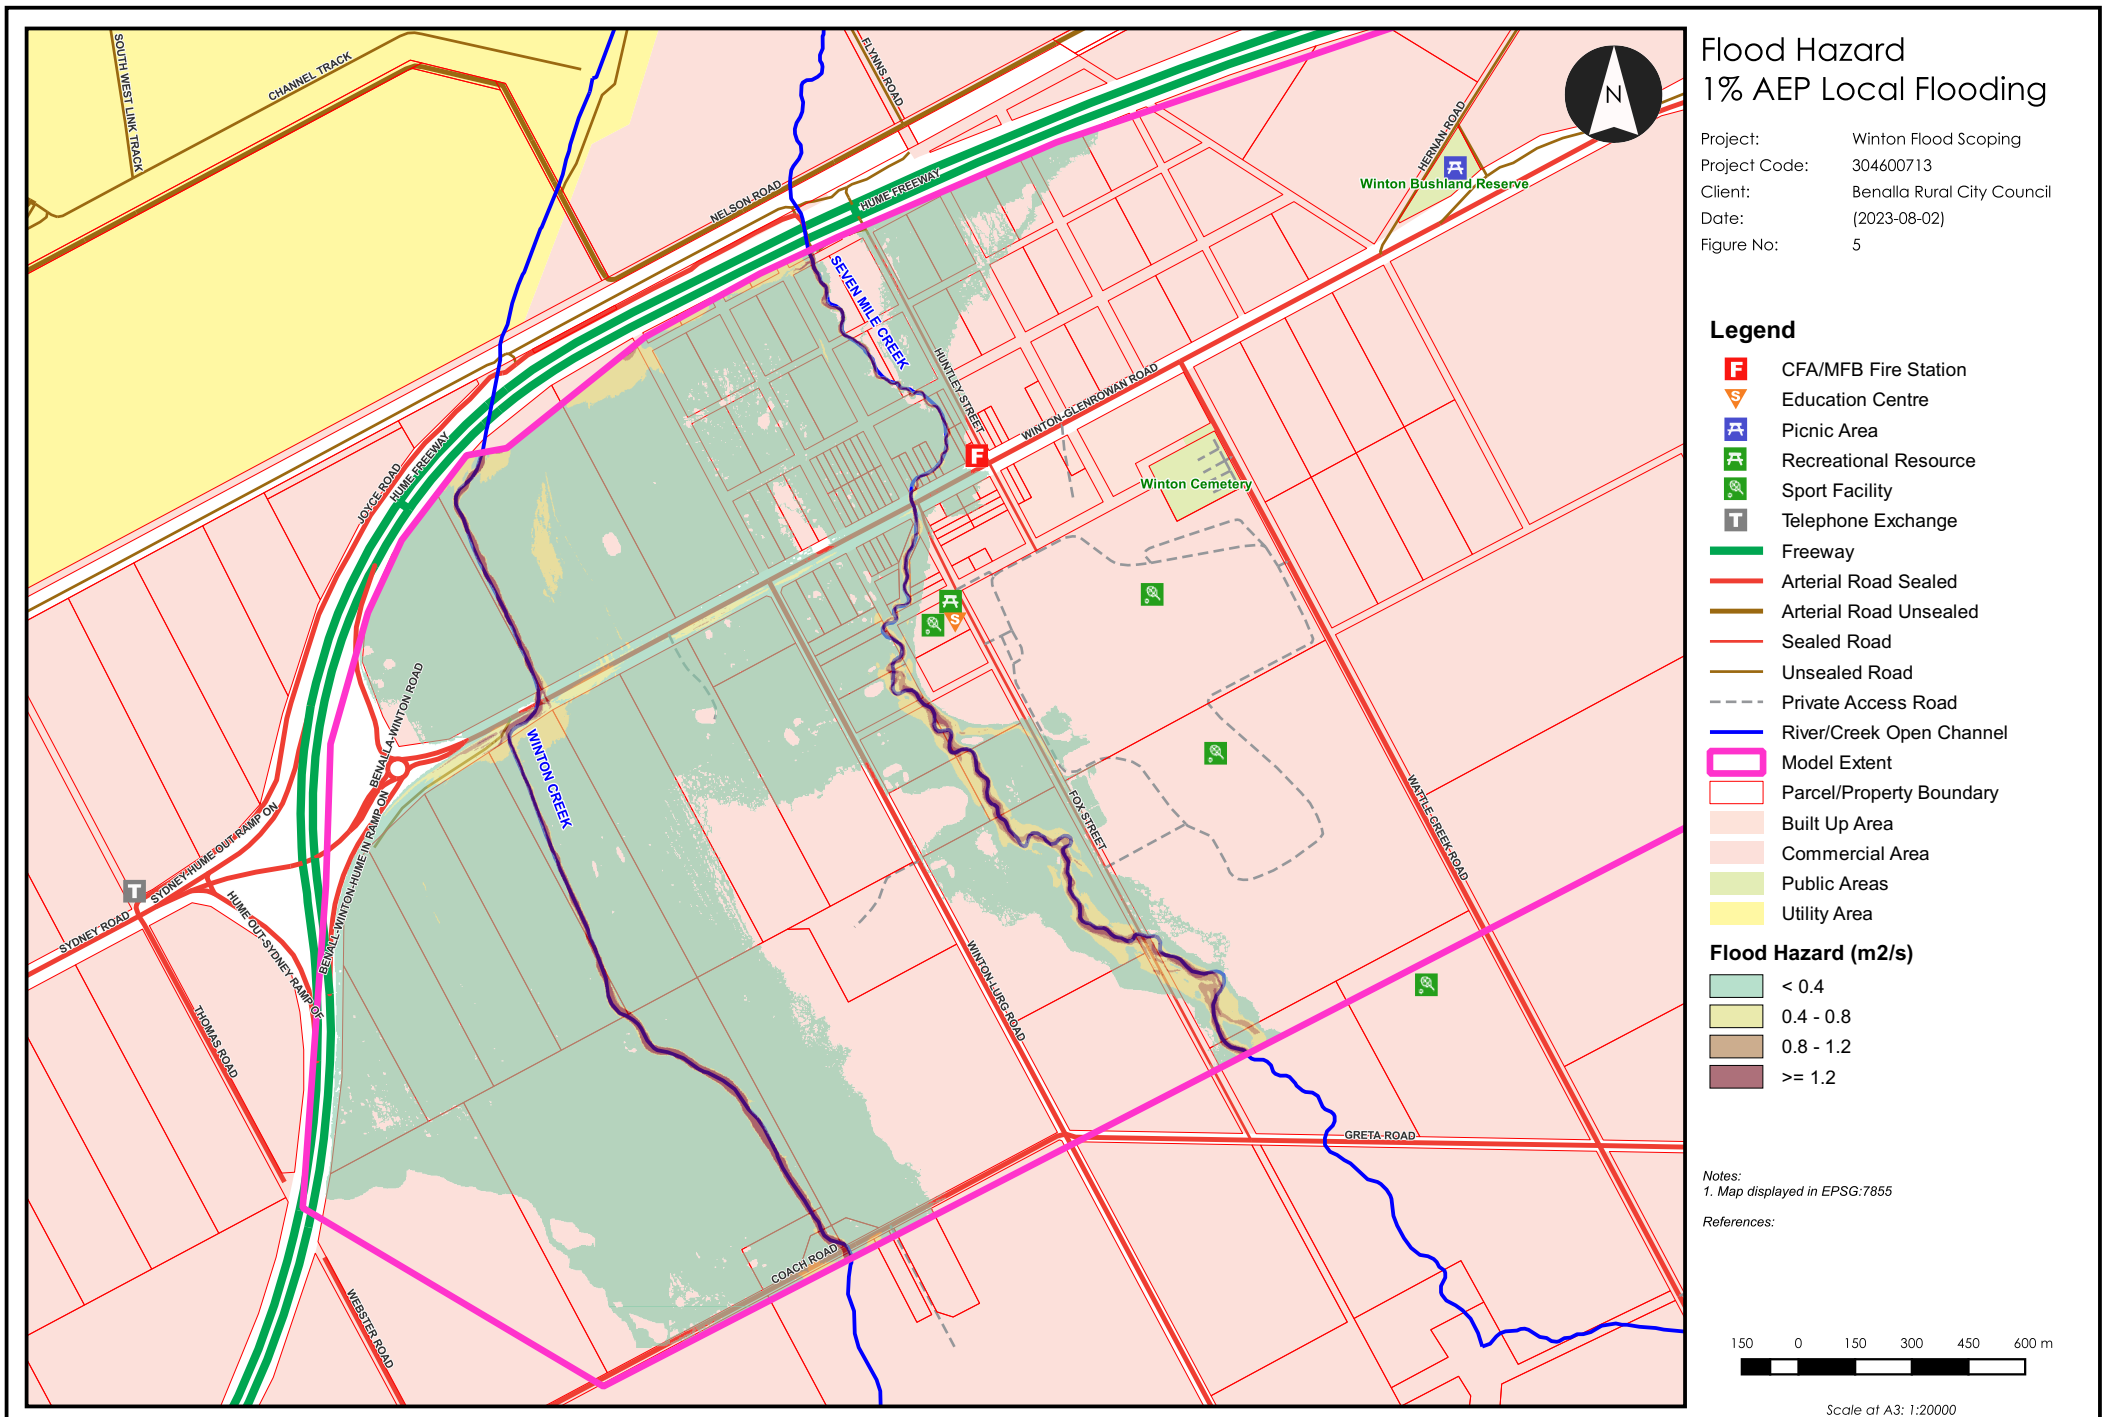 Flood Hazard
1% AEP Local Flooding
Project: Winton Flood Scoping
Project Code: 304600713
Client: Benalla Rural City Council
Date: (2023-08-02)
Figure No: 5
Legend
F CFA/MFB Fire Station
S Education Centre
Picnic Area
Recreational Resource
Sport Facility
T Telephone Exchange
Freeway
Arterial Road Sealed
Arterial Road Unsealed
Sealed Road
Unsealed Road
Private Access Road
River/Creek Open Channel
Model Extent
Parcel/Property Boundary
Built Up Area
Commercial Area
Public Areas
Utility Area
Flood Hazard (m2/s)
< 0.4
0.4 - 0.8
0.8 - 1.2
>= 1.2
Notes:
1. Map displayed in EPSG:7855
References:
150 0 150 300 450 600 m
Scale at A3: 1:20000
N
SOUTH WEST LINK TRACK
CHANNEL TRACK
FLYNNS ROAD
NELSON ROAD
HUME FREEWAY
HERNAN ROAD
Winton Bushland Reserve
SEVEN MILE CREEK
HUNTLEY STREET
WINTON-GLENROWAN ROAD
F
Winton Cemetery
JOYCE ROAD
HUME FREEWAY
S
BENALLA-WINTON ROAD
WINTON CREEK
FOX STREET
WATTLE CREEK ROAD
SYDNEY-HUME OUT RAMP ON
BENALL-WINTON-HUME IN RAMP ON
T
SYDNEY ROAD
HUME OUT-SYDNEY RAMP OF
WINTON-LURG ROAD
THOMAS ROAD
GRETA ROAD
COACH ROAD
WEBSTER ROAD